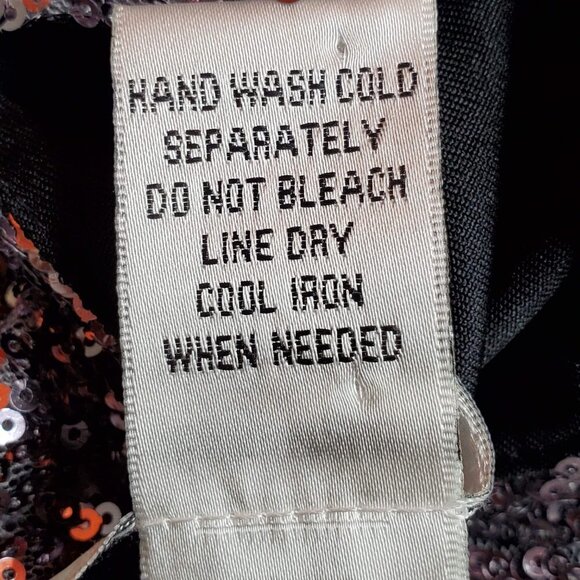 HAND WASH COLD
SEPARATELY
DO NOT BLEACH
LINE DRY
COOL IRON
WHEN NEEDED